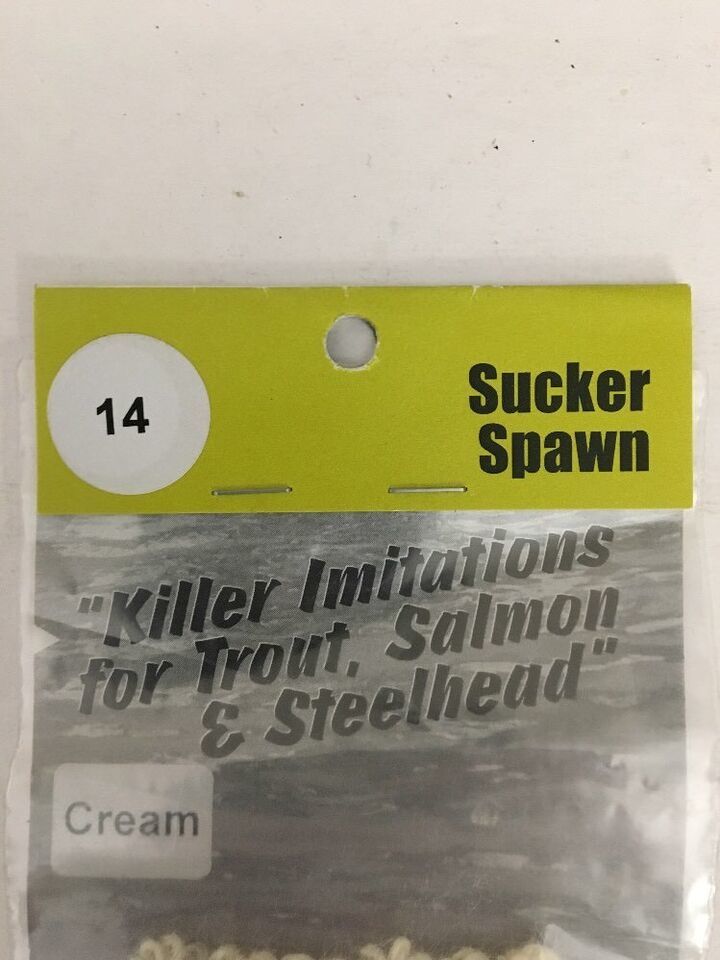 14
Sucker
Spawn
"Killer Imitations
for Trout, Salmon
& Steelhead"
Cream